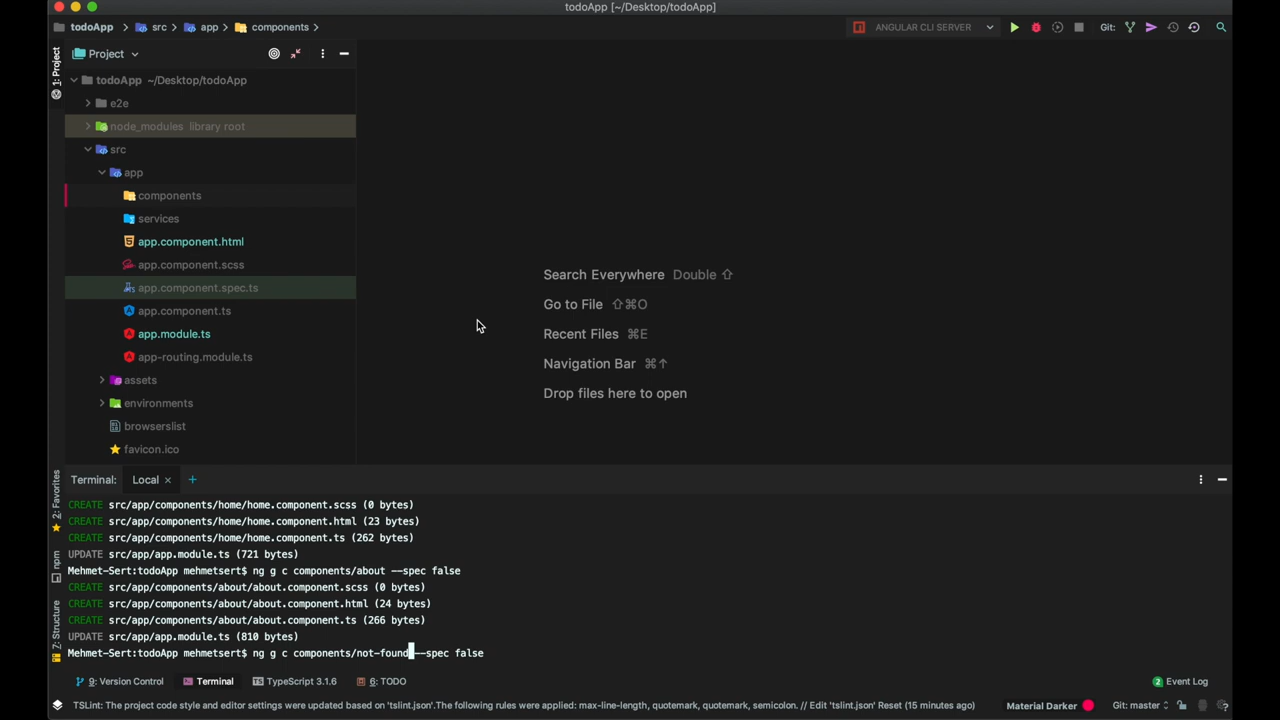 todoApp [~/Desktop/todoApp]
todoApp src app components
ANGULAR CLI SERVER Git:
1: Project
Project
todoApp ~/Desktop/todoApp
e2e
node_modules library root
src
app
components
services
app.component.html
app.component.scss
app.component.spec.ts
app.component.ts
app.module.ts
app-routing.module.ts
assets
environments
browserslist
favicon.ico
Search Everywhere Double ⇧
Go to File ⇧⌘O
Recent Files ⌘E
Navigation Bar ⌘↑
Drop files here to open
2: Favorites
npm
7: Structure
Terminal: Local × +
CREATE src/app/components/home/home.component.scss (0 bytes)
CREATE src/app/components/home/home.component.html (23 bytes)
CREATE src/app/components/home/home.component.ts (262 bytes)
UPDATE src/app/app.module.ts (721 bytes)
Mehmet-Sert:todoApp mehmetsert$ ng g c components/about --spec false
CREATE src/app/components/about/about.component.scss (0 bytes)
CREATE src/app/components/about/about.component.html (24 bytes)
CREATE src/app/components/about/about.component.ts (266 bytes)
UPDATE src/app/app.module.ts (810 bytes)
Mehmet-Sert:todoApp mehmetsert$ ng g c components/not-found--spec false
9: Version Control Terminal TypeScript 3.1.6 6: TODO 2 Event Log
TSLint: The project code style and editor settings were updated based on 'tslint.json'.The following rules were applied: max-line-length, quotemark, quotemark, semicolon. // Edit 'tslint.json' Reset (15 minutes ago) Material Darker Git: master